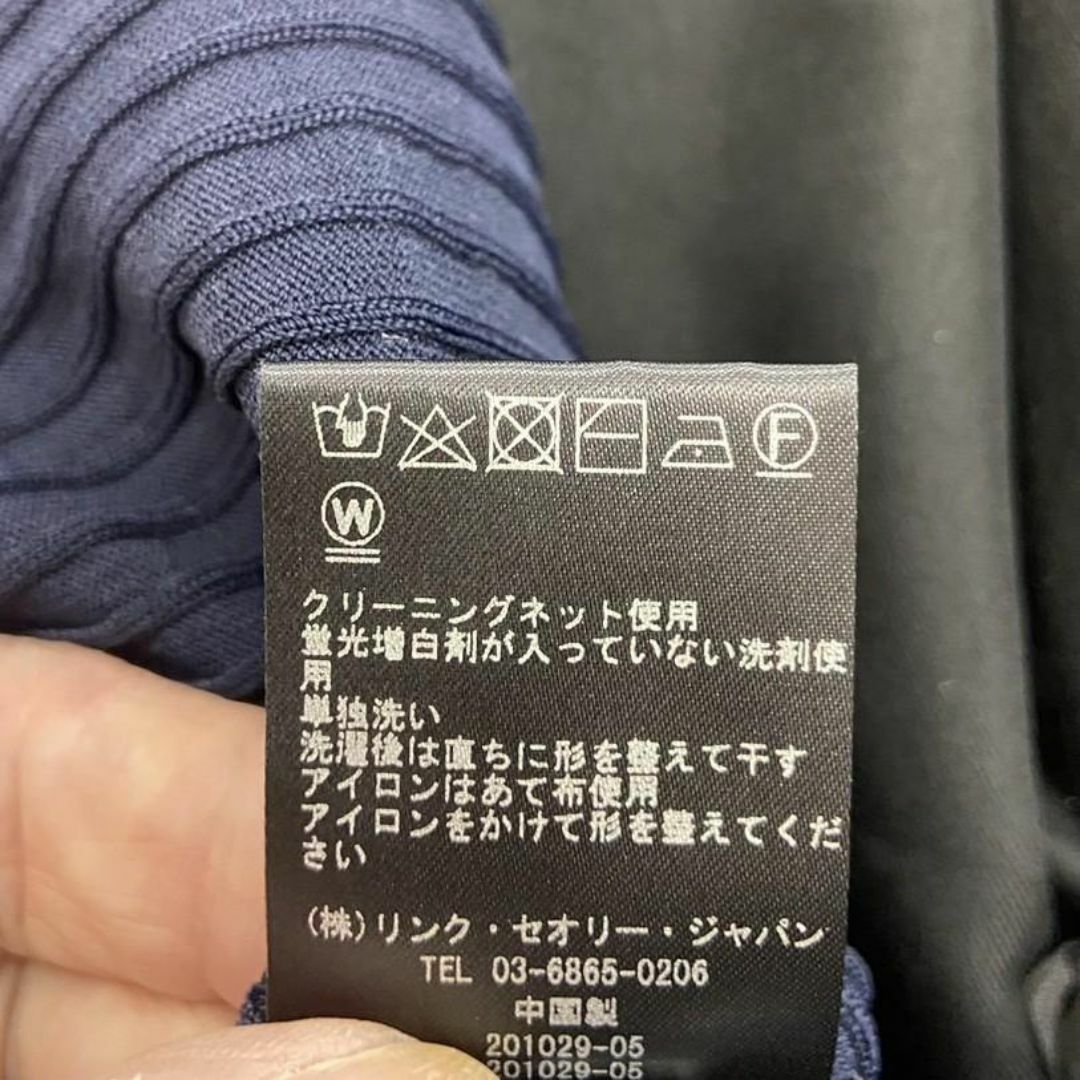 F
W
クリーニングネット使用
蛍光増白剤が入っていない洗剤使
用
単独洗い
洗濯後は直ちに形を整えて干す
アイロンはあて布使用
アイロンをかけて形を整えてくだ
さい
(株)リンク・セオリー・ジャパン
TEL 03-6865-0206
中国製
201029-05
201029-05